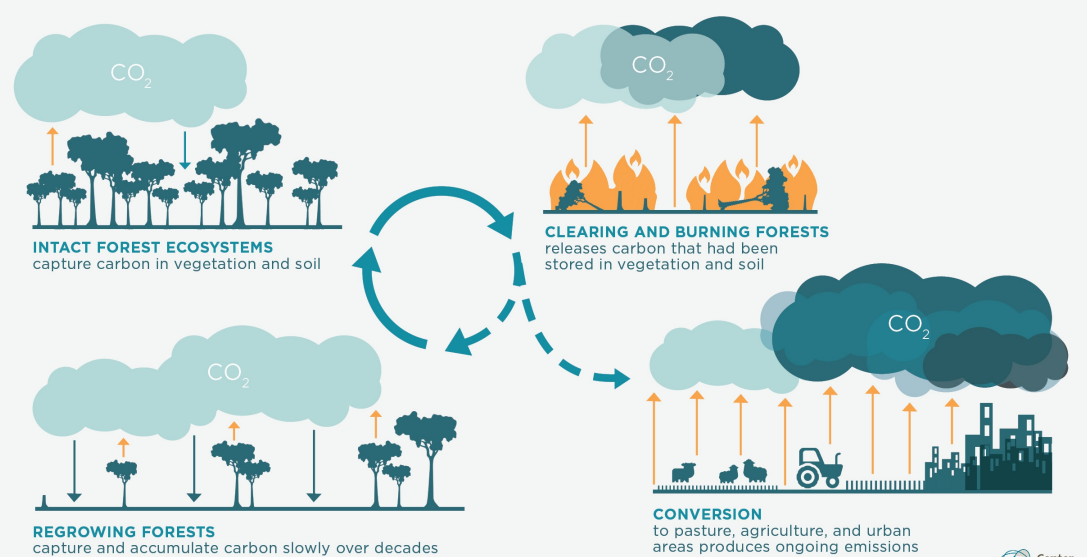 CO2
CO2
INTACT FOREST ECOSYSTEMS
capture carbon in vegetation and soil
CLEARING AND BURNING FORESTS
releases carbon that had been
stored in vegetation and soil
CO2
CO2
REGROWING FORESTS
capture and accumulate carbon slowly over decades
CONVERSION
to pasture, agriculture, and urban
areas produces ongoing emissions